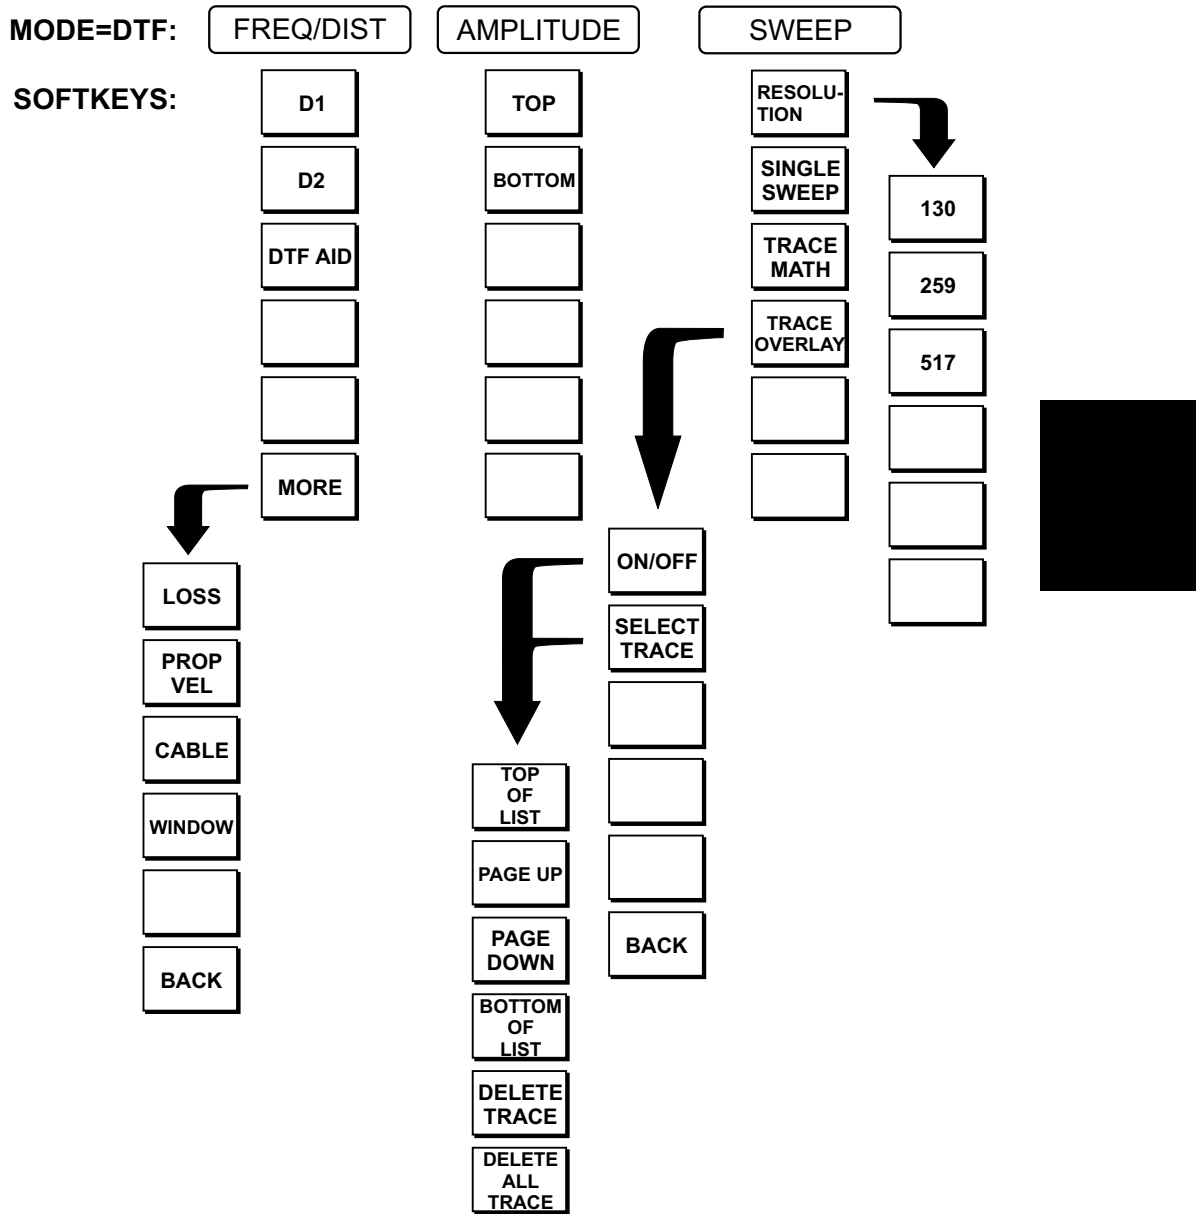 MODE=DTF: FREQ/DIST AMPLITUDE SWEEP
SOFTKEYS:
D1
D2
DTF AID
MORE
LOSS
PROP
VEL
CABLE
WINDOW
BACK
TOP
BOTTOM
RESOLU-
TION
SINGLE
SWEEP
TRACE
MATH
TRACE
OVERLAY
130
259
517
ON/OFF
SELECT
TRACE
BACK
TOP
OF
LIST
PAGE UP
PAGE
DOWN
BOTTOM
OF
LIST
DELETE
TRACE
DELETE
ALL
TRACE